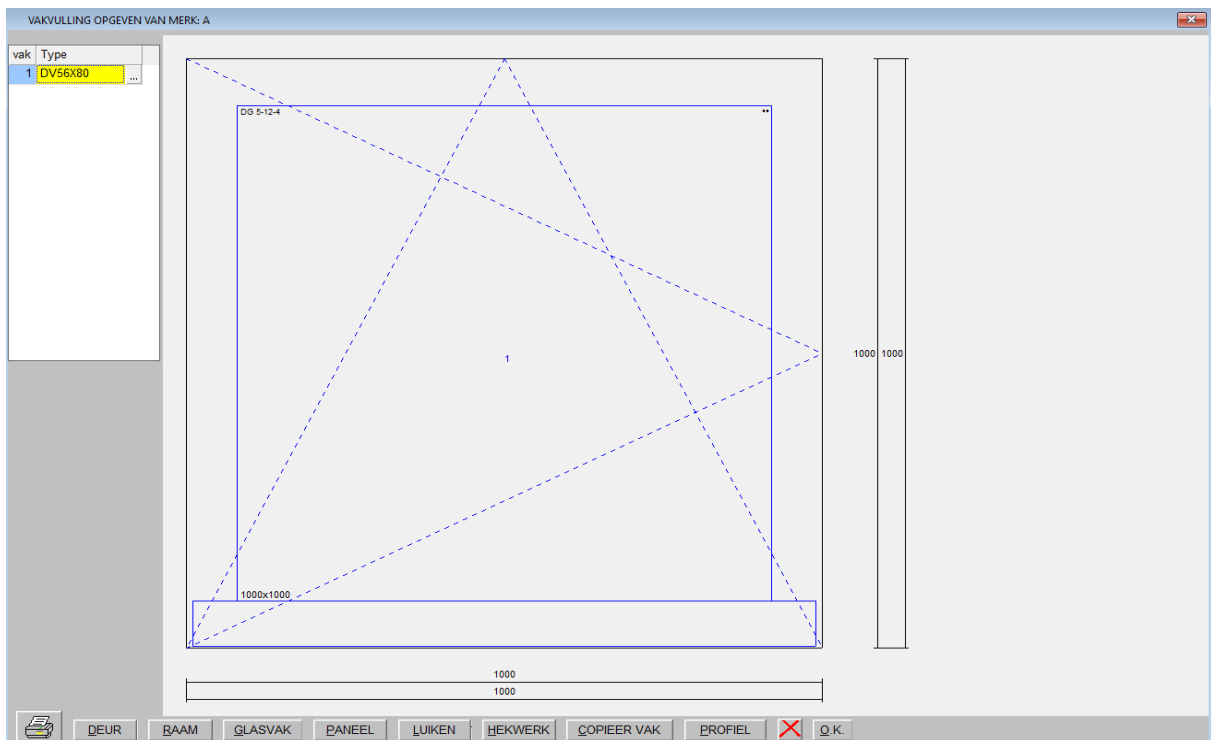 VAKVULLING OPGEVEN VAN MERK: A
vak Type
1 DV56X80 ...
DG 5-12-4
1
1000 1000
1000x1000
1000
1000
DEUR RAAM GLASVAK PANEEL LUIKEN HEKWERK COPIEER VAK PROFIEL O.K.